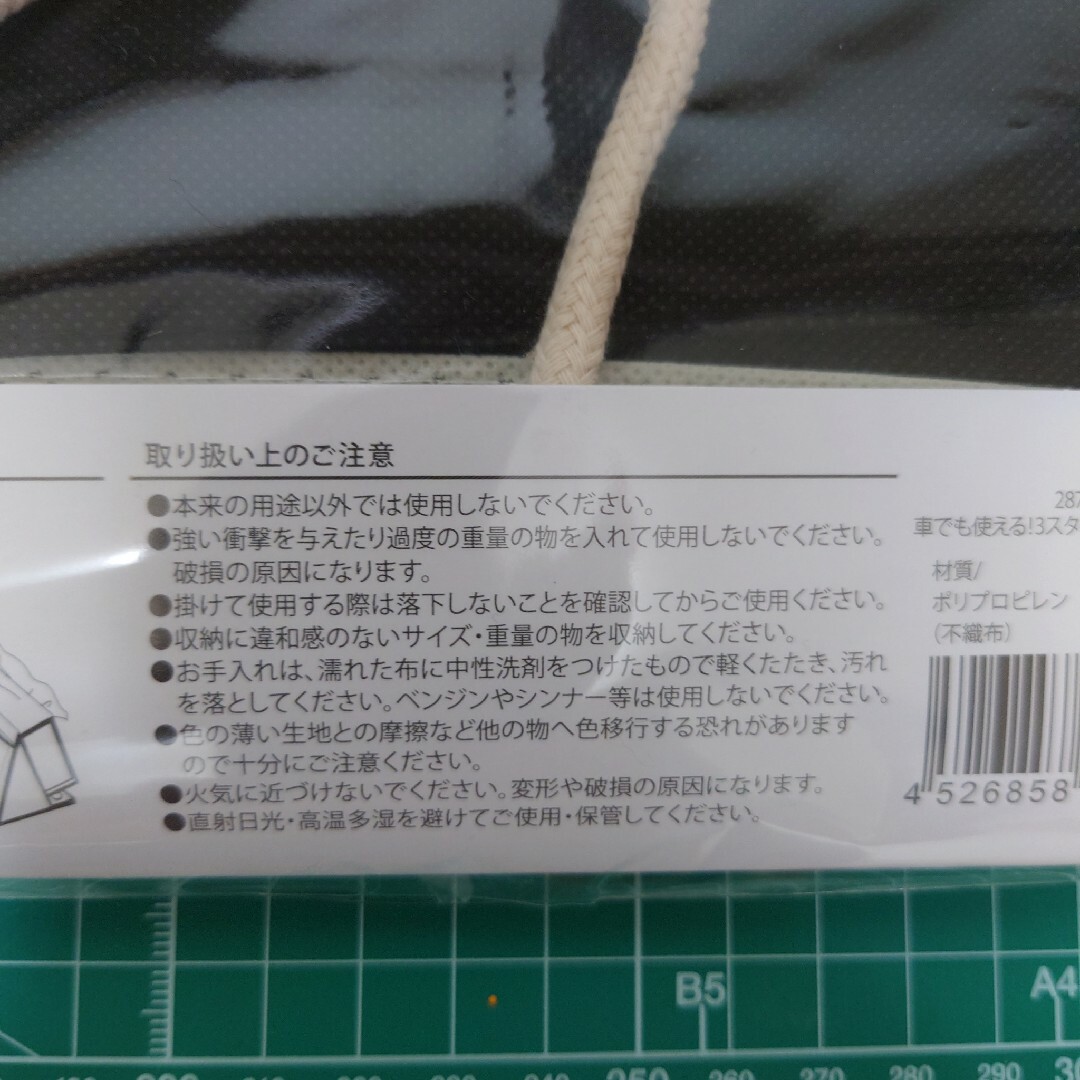 取り扱い上のご注意
●本来の用途以外では使用しないでください。
●強い衝撃を与えたり過度の重量の物を入れて使用しないでください。
破損の原因になります。
●掛けて使用する際は落下しないことを確認してからご使用ください。
●収納に違和感のないサイズ・重量の物を収納してください。
●お手入れは、濡れた布に中性洗剤をつけたもので軽くたたき、汚れ
を落としてください。ベンジンやシンナー等は使用しないでください。
●色の薄い生地との摩擦など他の物へ色移行する恐れがあります
ので十分にご注意ください。
●火気に近づけないでください。変形や破損の原因になります。
●直射日光・高温多湿を避けてご使用・保管してください。
287
車でも使える!3スタ
材質/
ポリプロピレン
(不織布)
4 526858
B5
A4
250 260 270 280 290